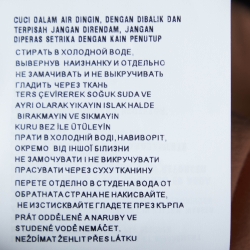 CUCI DALAM AIR DINGIN, DENGAN DIBALIK DAN
TERPISAH JANGAN DIRENDAM, JANGAN
DIPERAS SETRIKA DENGAN KAIN PENUTUP
СТИРАТЬ В ХОЛОДНОЙ ВОДЕ,
ВЫВЕРНУВ НАИЗНАНКУ И ОТДЕЛЬНО
НЕ ЗАМАЧИВАТЬ И НЕ ВЫКРУЧИВАТЬ
ГЛАДИТЬ ЧЕРЕЗ ТКАНЬ
TERS ÇEVİREREK SOĞUK SUDA VE
AYRI OLARAK YIKAYIN ISLAK HALDE
BIRAKMAYIN VE SIKMAYIN
KURU BEZ İLE ÜTÜLEYİN
ПРАТИ В ХОЛОДНІЙ ВОДІ, НАВИВОРІТ,
ОКРЕМО ВІД ІНШОЇ БІЛИЗНИ
НЕ ЗАМОЧУВАТИ І НЕ ВИКРУЧУВАТИ
ПРАСУВАТИ ЧЕРЕЗ СУХУ ТКАНИНУ
ПЕРЕТЕ ОТДЕЛНО В СТУДЕНА ВОДА ОТ
ОБРАТНАТА СТРАНА НЕ НАКИСВАЙТЕ,
НЕ ИЗСТИСКВАЙТЕ ГЛАДЕТЕ ПРЕЗ КЪРПА
PRÁT ODDĚLENĚ A NARUBY VE
STUDENÉ VODĚ NEMÁČET,
NEŽDÍMAT ŽEHLIT PŘES LÁTKU